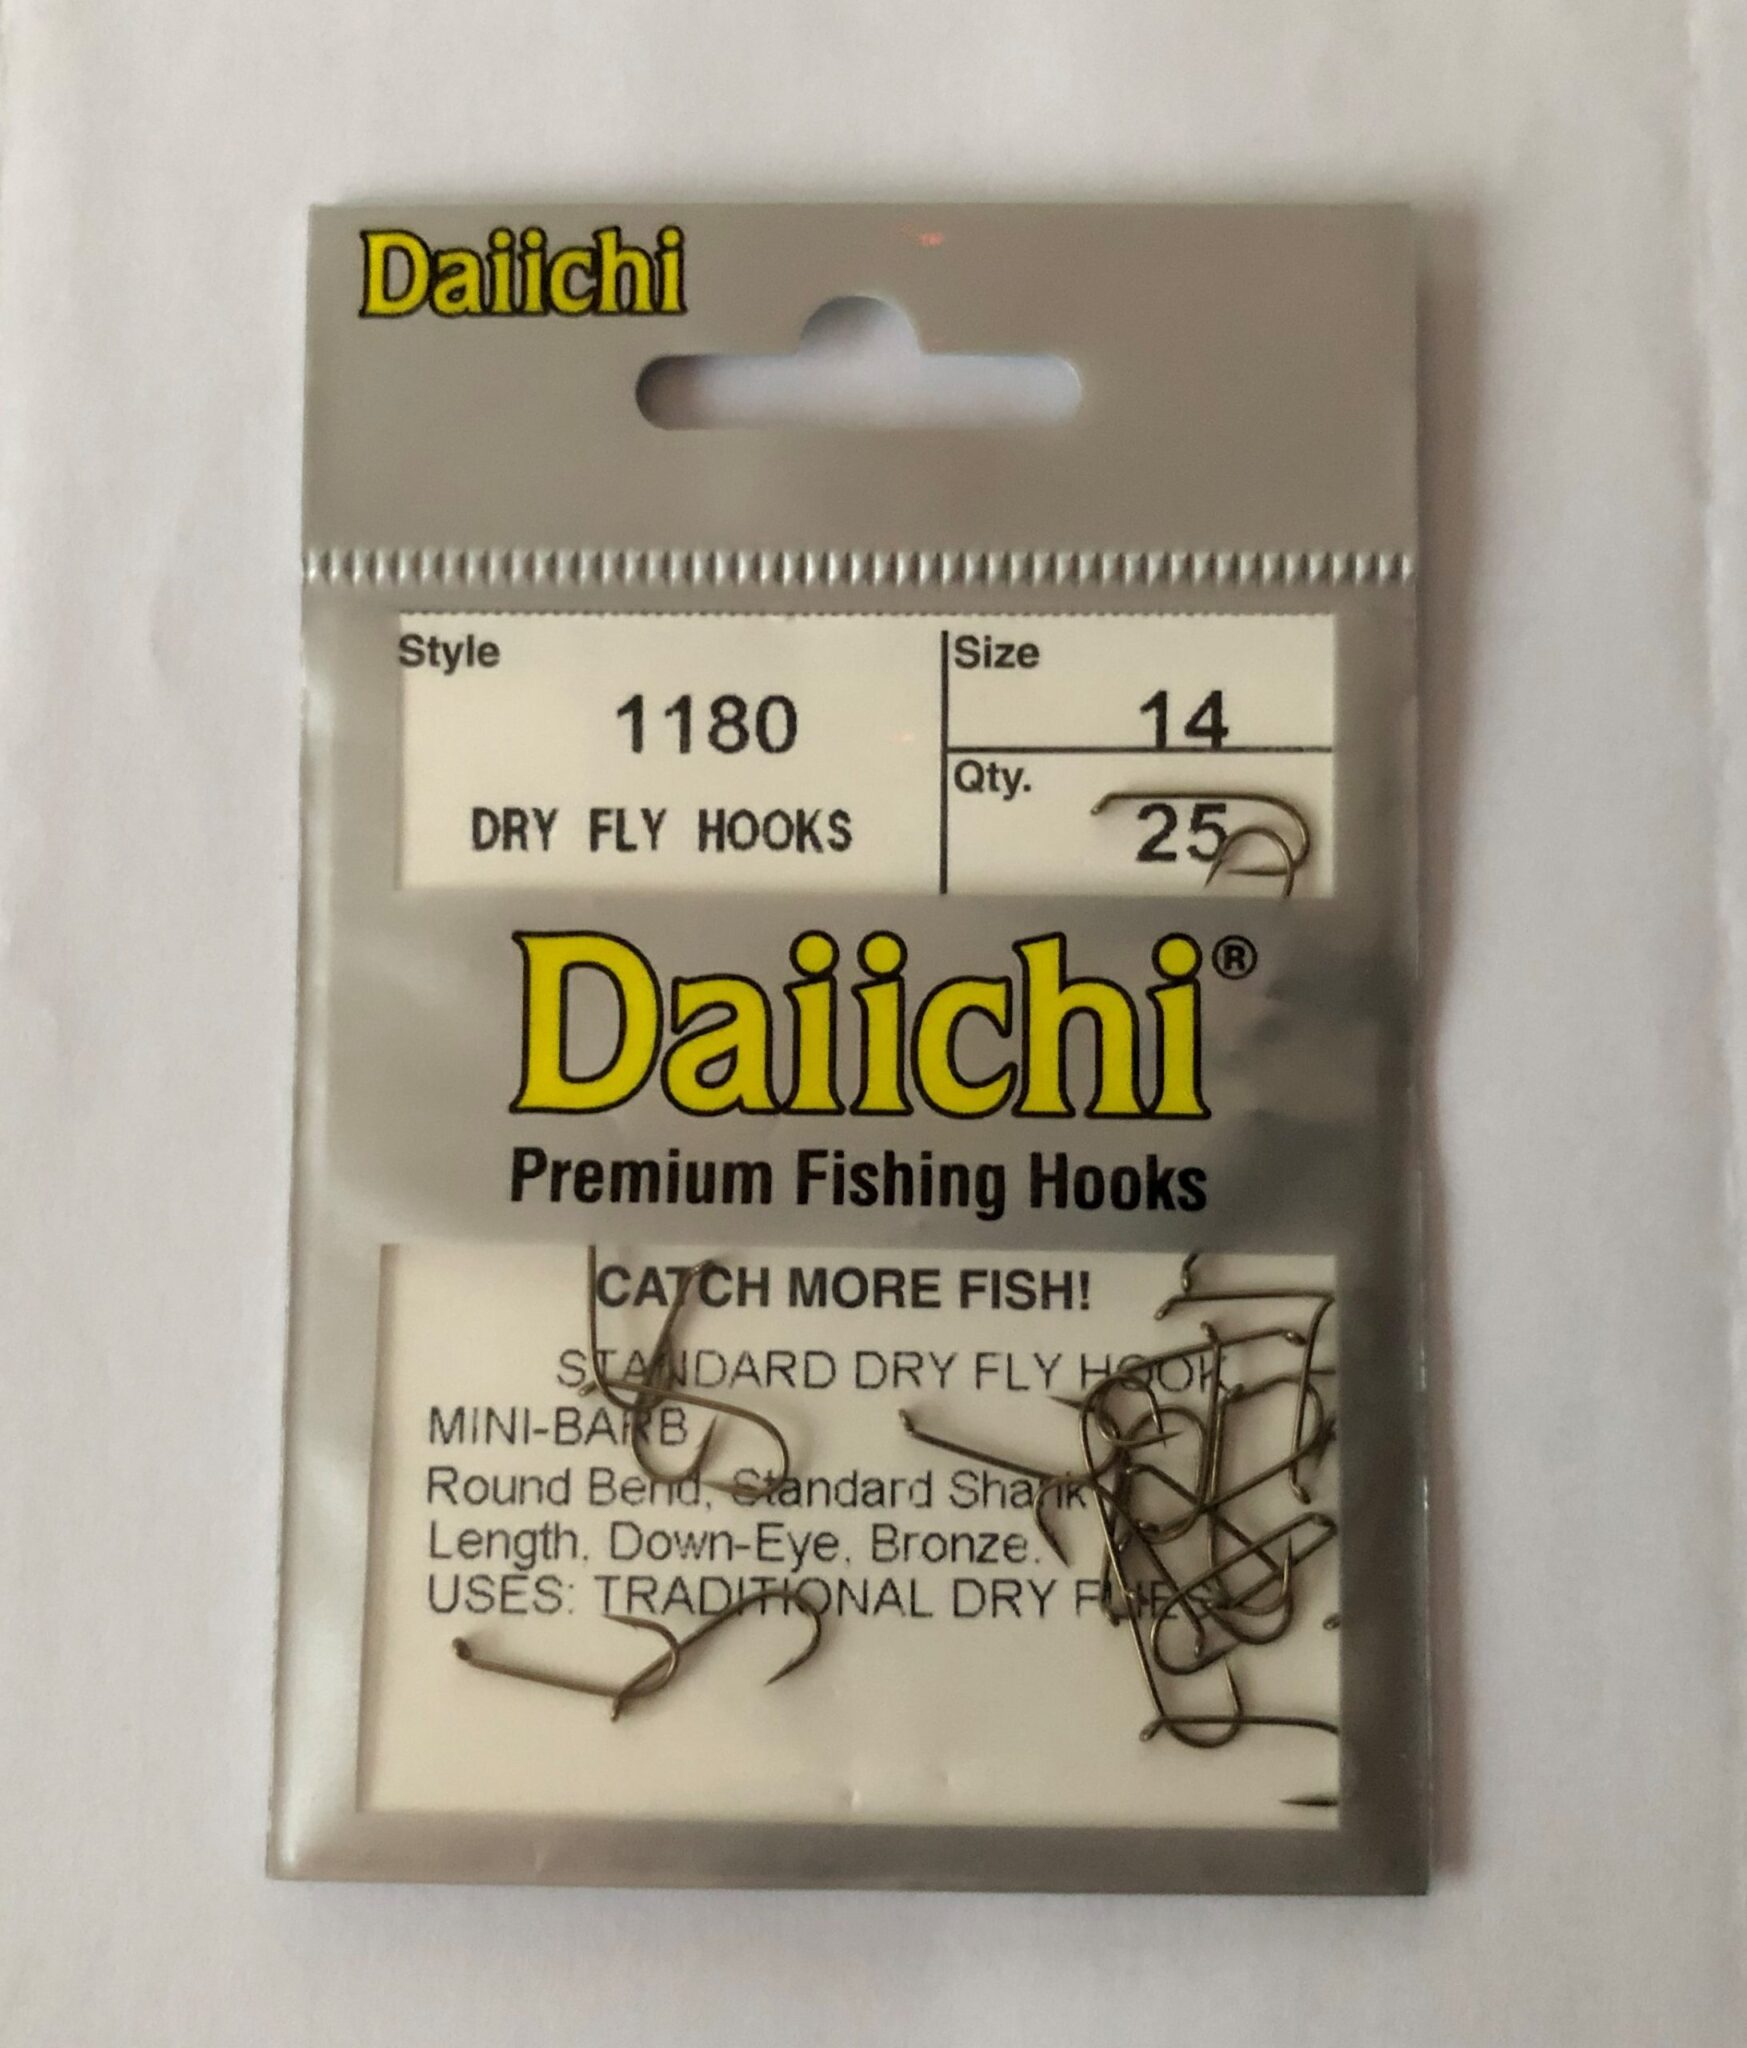 Daiichi
Style
1180
DRY FLY HOOKS
Size
14
Qty.
25
Daiichi®
Premium Fishing Hooks
CATCH MORE FISH!
STANDARD DRY FLY HOOK
MINI-BARB
Round Bend, Standard Shank
Length, Down-Eye, Bronze.
USES: TRADITIONAL DRY FLIES